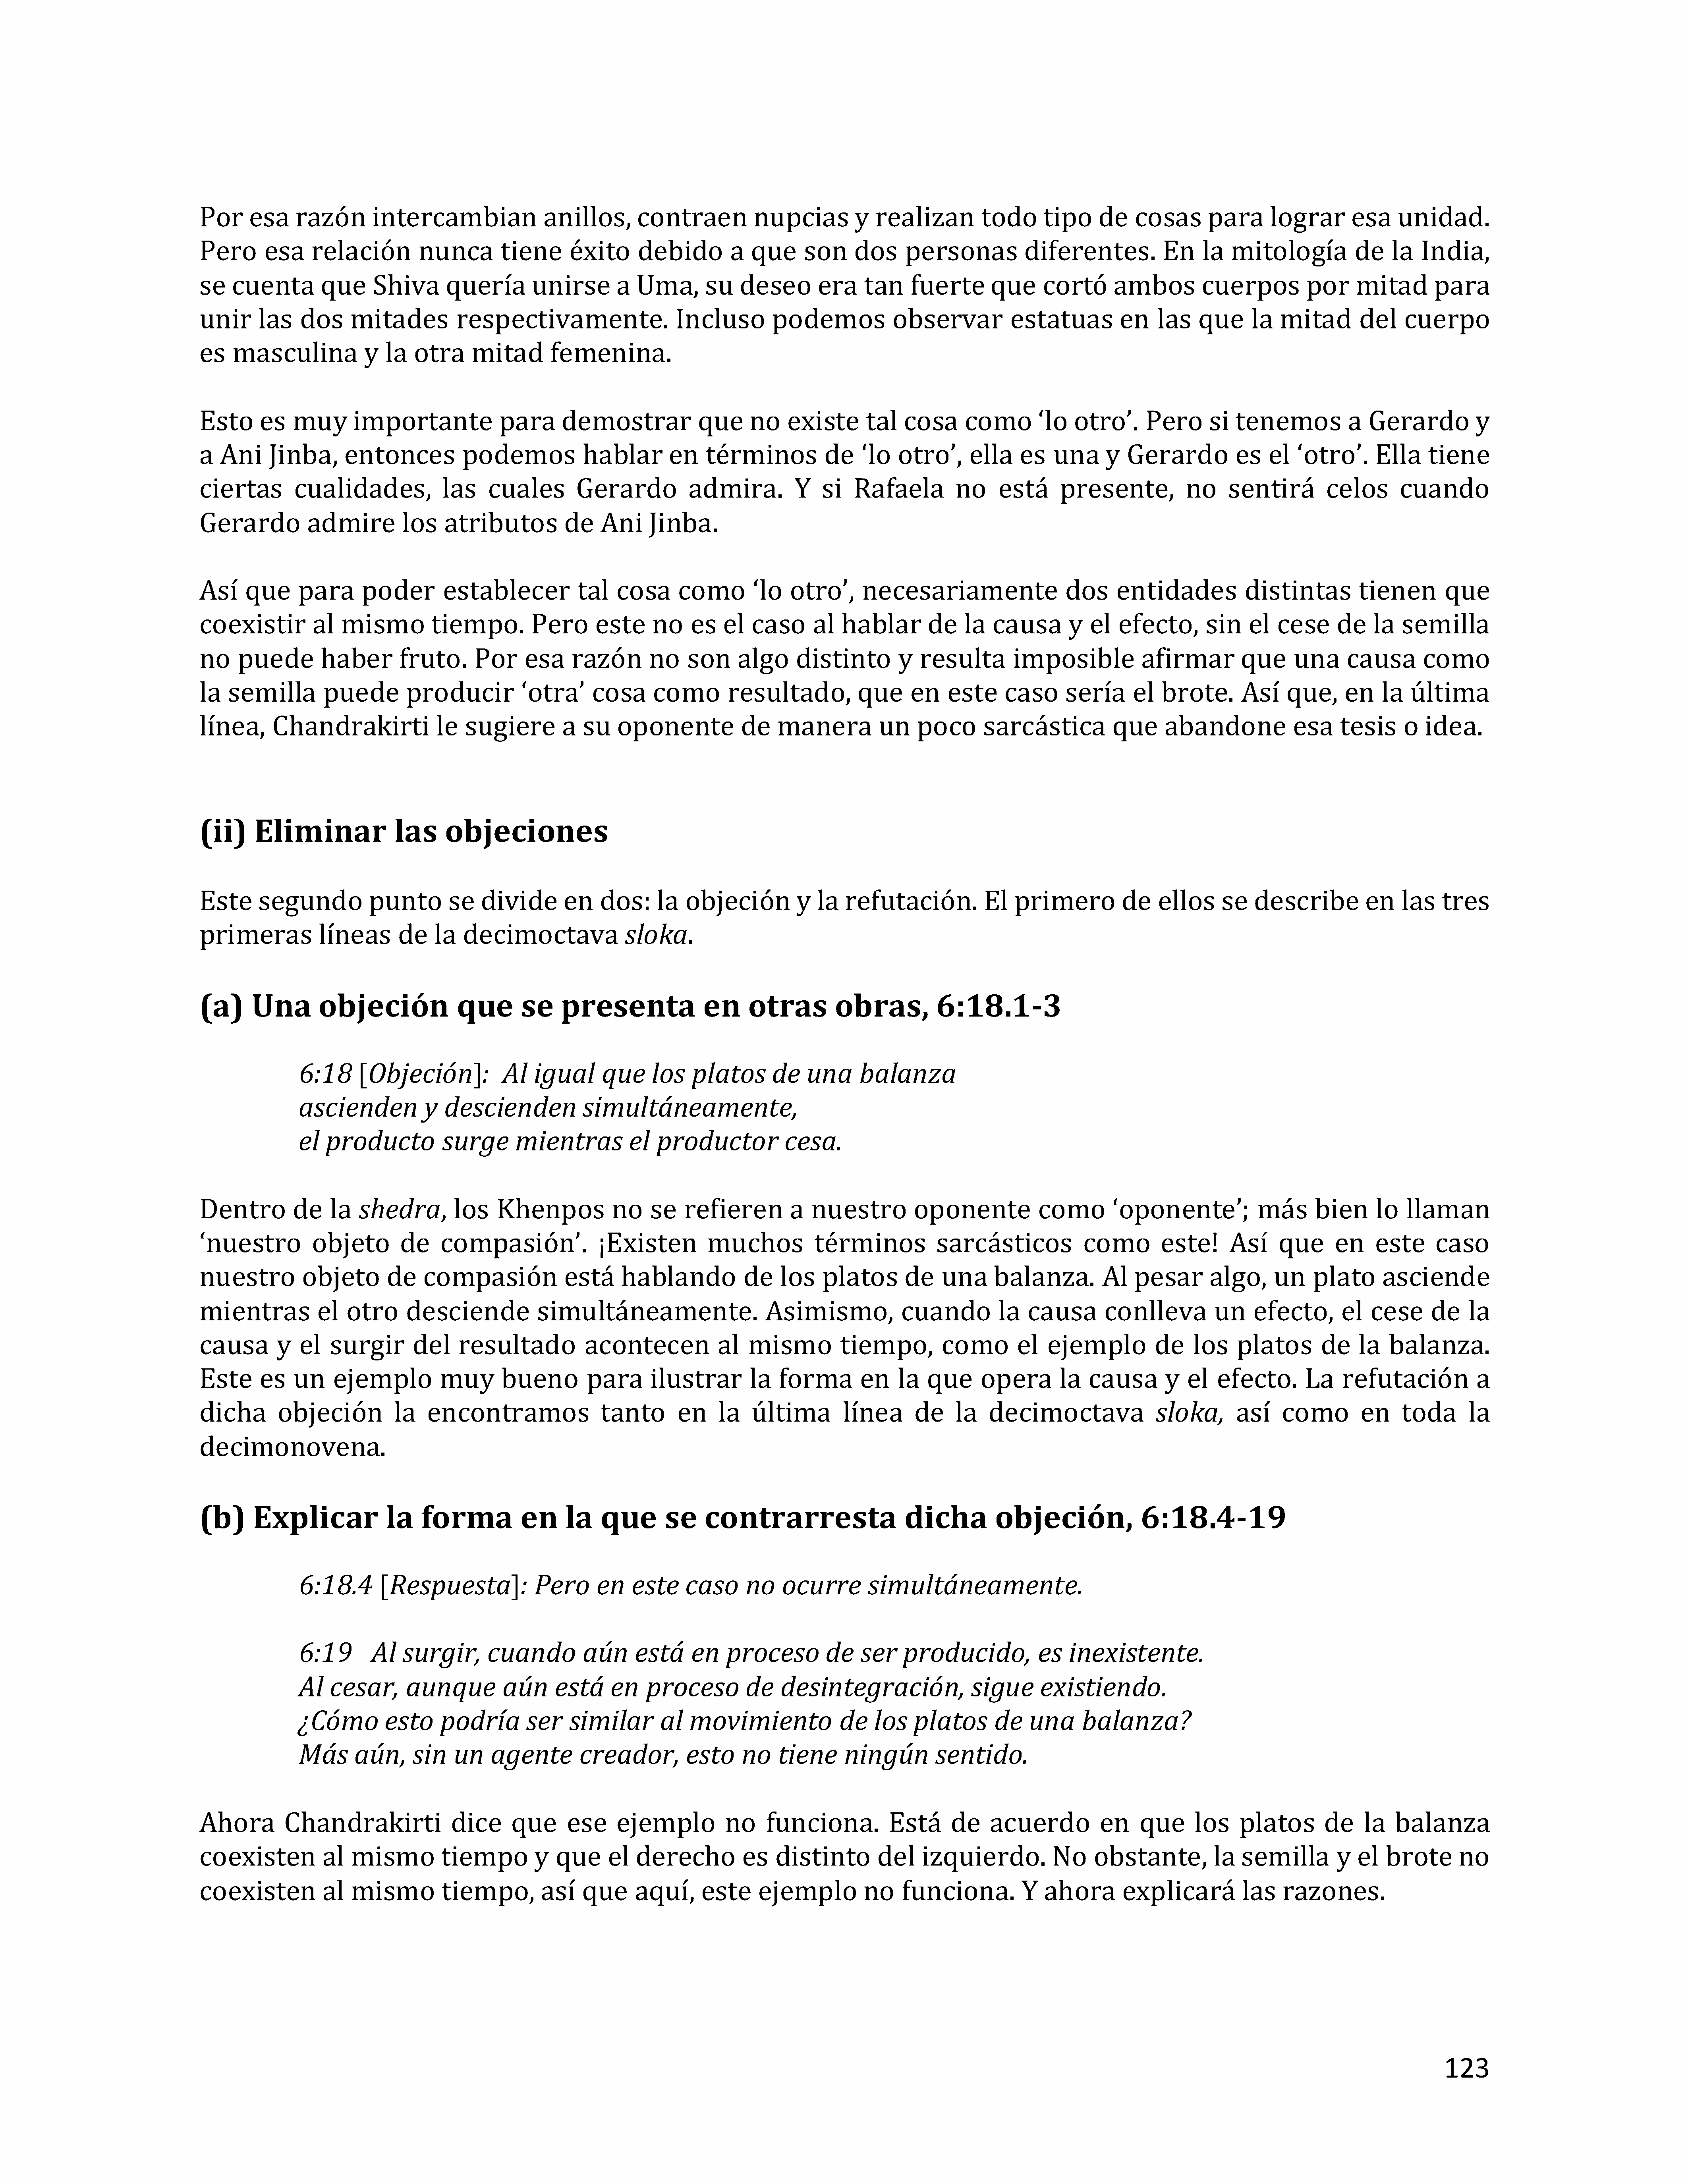 Por esa razón intercambian anillos, contraen nupcias y realizan todo tipo de cosas para lograr esa unidad.
Pero esa relación nunca tiene éxito debido a que son dos personas diferentes. En la mitología de la India,
se cuenta que Shiva quería unirse a Uma, su deseo era tan fuerte que cortó ambos cuerpos por mitad para
unir las dos mitades respectivamente. Incluso podemos observar estatuas en las que la mitad del cuerpo
es masculina y la otra mitad femenina.
Esto es muy importante para demostrar que no existe tal cosa como ‘lo otro’. Pero si tenemos a Gerardo y
a Ani Jinba, entonces podemos hablar en términos de ‘lo otro’, ella es una y Gerardo es el ‘otro’. Ella tiene
ciertas cualidades, las cuales Gerardo admira. Y si Rafaela no está presente, no sentirá celos cuando
Gerardo admire los atributos de Ani Jinba.
Así que para poder establecer tal cosa como ‘lo otro’, necesariamente dos entidades distintas tienen que
coexistir al mismo tiempo. Pero este no es el caso al hablar de la causa y el efecto, sin el cese de la semilla
no puede haber fruto. Por esa razón no son algo distinto y resulta imposible afirmar que una causa como
la semilla puede producir ‘otra’ cosa como resultado, que en este caso sería el brote. Así que, en la última
línea, Chandrakirti le sugiere a su oponente de manera un poco sarcástica que abandone esa tesis o idea.
(ii) Eliminar las objeciones
Este segundo punto se divide en dos: la objeción y la refutación. El primero de ellos se describe en las tres
primeras líneas de la decimoctava sloka.
(a) Una objeción que se presenta en otras obras, 6:18.1-3
6:18 [Objeción]: Al igual que los platos de una balanza
ascienden y descienden simultáneamente,
el producto surge mientras el productor cesa.
Dentro de la shedra, los Khenpos no se refieren a nuestro oponente como ‘oponente’; más bien lo llaman
‘nuestro objeto de compasión’. ¡Existen muchos términos sarcásticos como este! Así que en este caso
nuestro objeto de compasión está hablando de los platos de una balanza. Al pesar algo, un plato asciende
mientras el otro desciende simultáneamente. Asimismo, cuando la causa conlleva un efecto, el cese de la
causa y el surgir del resultado acontecen al mismo tiempo, como el ejemplo de los platos de la balanza.
Este es un ejemplo muy bueno para ilustrar la forma en la que opera la causa y el efecto. La refutación a
dicha objeción la encontramos tanto en la última línea de la decimoctava sloka, así como en toda la
decimonovena.
(b) Explicar la forma en la que se contrarresta dicha objeción, 6:18.4-19
6:18.4 [Respuesta]: Pero en este caso no ocurre simultáneamente.
6:19 Al surgir, cuando aún está en proceso de ser producido, es inexistente.
Al cesar, aunque aún está en proceso de desintegración, sigue existiendo.
¿Cómo esto podría ser similar al movimiento de los platos de una balanza?
Más aún, sin un agente creador, esto no tiene ningún sentido.
Ahora Chandrakirti dice que ese ejemplo no funciona. Está de acuerdo en que los platos de la balanza
coexisten al mismo tiempo y que el derecho es distinto del izquierdo. No obstante, la semilla y el brote no
coexisten al mismo tiempo, así que aquí, este ejemplo no funciona. Y ahora explicará las razones.
123